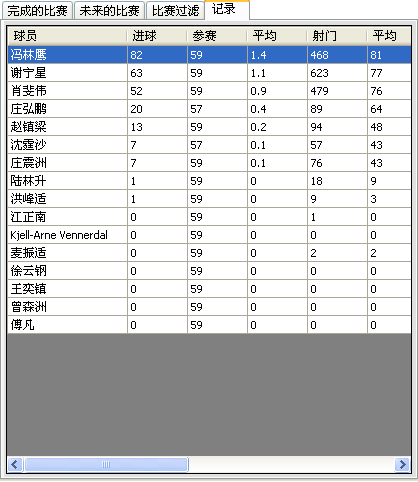 完成的比赛 未来的比赛 比赛过滤 记录
球员 进球 参赛 平均 射门 平均
冯林鹰 82 59 1.4 468 81
谢宁星 63 59 1.1 623 77
肖斐伟 52 59 0.9 479 76
庄弘鹏 20 57 0.4 89 64
赵镇梁 13 59 0.2 94 48
沈霆沙 7 57 0.1 57 43
庄震洲 7 59 0.1 76 43
陆林升 1 59 0 18 9
洪峰适 1 59 0 9 3
江正南 0 59 0 1 0
Kjell-Arne Vennerdal 0 59 0 0 0
麦振适 0 59 0 2 2
徐云钢 0 59 0 0 0
王奕镇 0 59 0 0 0
曾森洲 0 59 0 0 0
傅凡 0 59 0 0 0